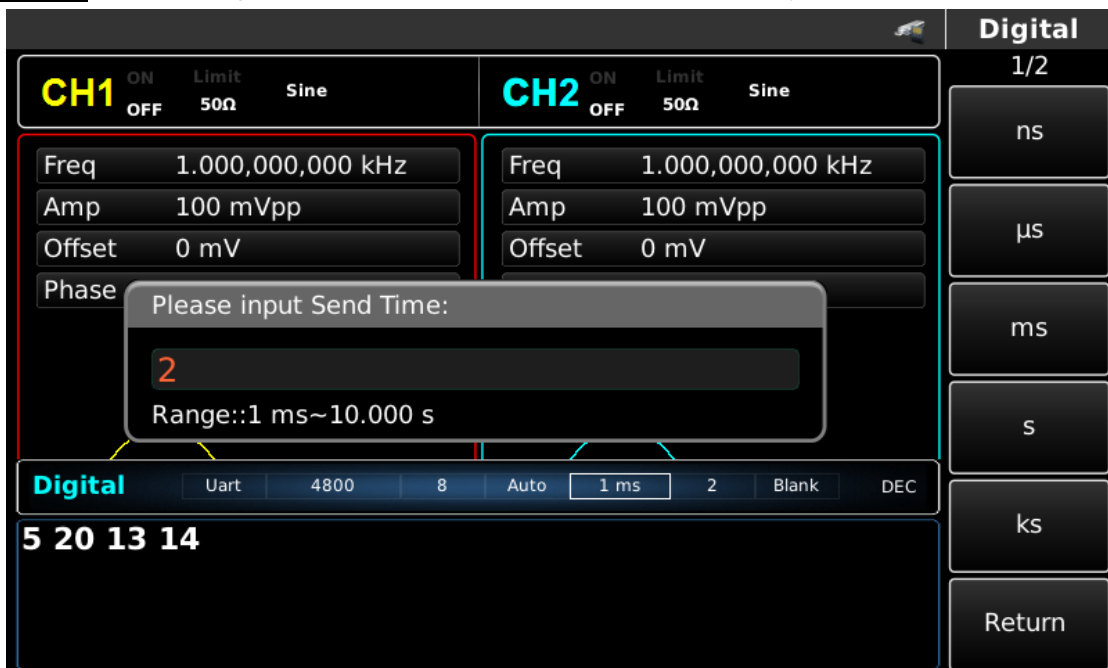 Digital
1/2
CH1 ON OFF Limit 50Ω Sine
CH2 ON OFF Limit 50Ω Sine
Freq 1.000,000,000 kHz
Amp 100 mVpp
Offset 0 mV
Phase
Freq 1.000,000,000 kHz
Amp 100 mVpp
Offset 0 mV
Please input Send Time:
2
Range::1 ms~10.000 s
Digital Uart 4800 8 Auto 1 ms 2 Blank DEC
5 20 13 14
ns
µs
ms
s
ks
Return